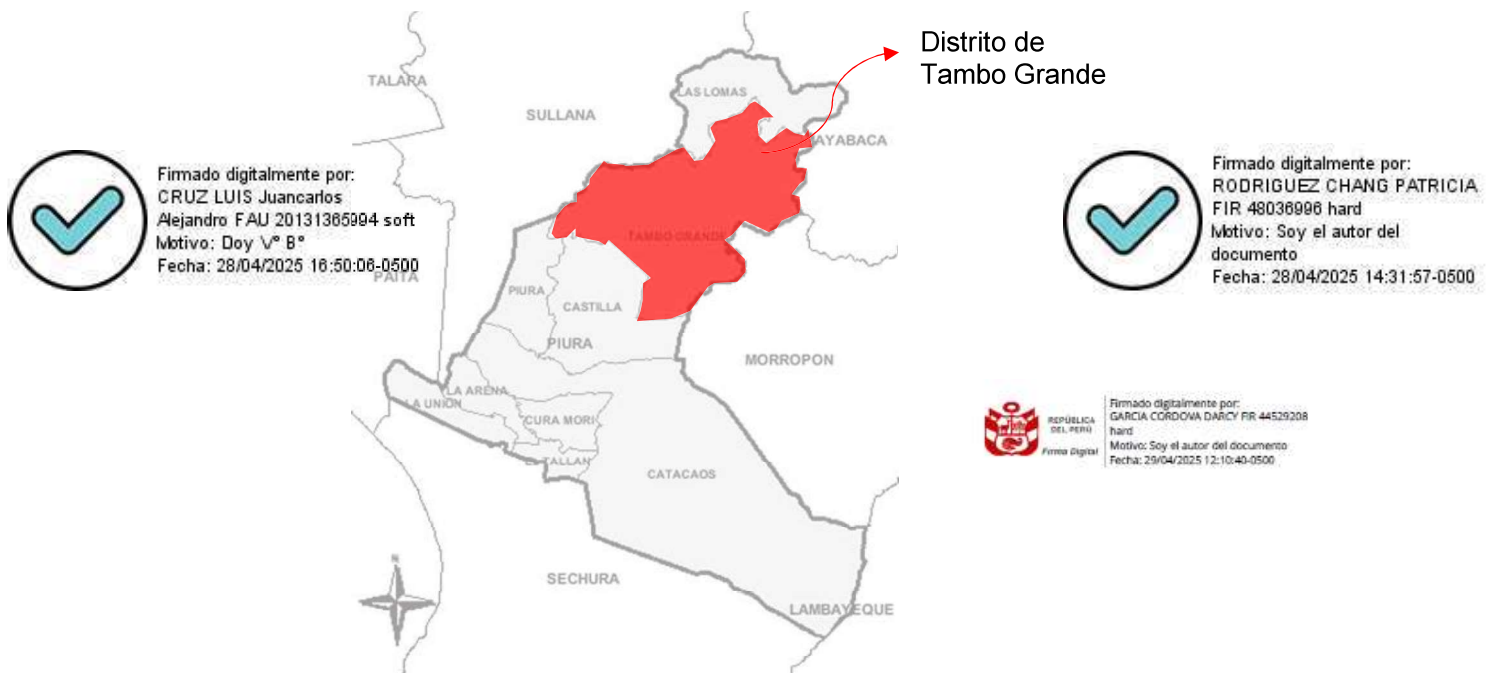 Distrito de
Tambo Grande
TALARA
LAS LOMAS
SULLANA
AYABACA
Firmado digitalmente por:
CRUZ LUIS Juancarlos
Alejandro FAU 20131365994 soft
Motivo: Doy V° B°
Fecha: 28/04/2025 16:50:06-0500
Firmado digitalmente por:
RODRIGUEZ CHANG PATRICIA
FIR 48036996 hard
Motivo: Soy el autor del
documento
Fecha: 28/04/2025 14:31:57-0500
TAMBO GRANDE
PAITA
PIURA
CASTILLA
PIURA
MORROPON
LA ARENA
LA UNION
CURA MORI
EL TALLAN
CATACAOS
REPÚBLICA
DEL PERÚ
Firma Digital
Firmado digitalmente por:
GARCIA CORDOVA DARCY FIR 44529208
hard
Motivo: Soy el autor del documento
Fecha: 29/04/2025 12:10:40-0500
N
SECHURA
LAMBAYEQUE